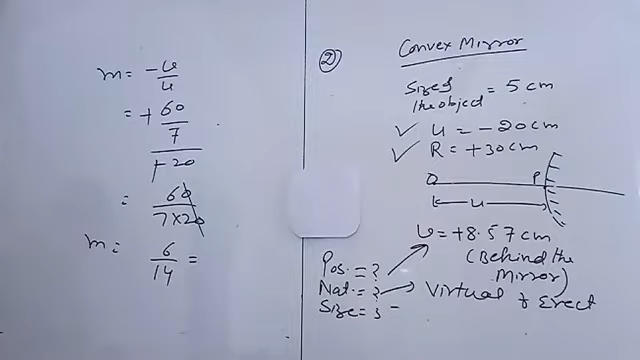 m = -v/u
= + 60/7
/+20
= 60/7×20
m = 6/14 =
②
Convex Mirror
Size of the object = 5 cm
✓ u = -20 cm
✓ R = +30 cm
O P
u
v = +8.57 cm
(Behind the Mirror)
Pos. = ?
Nat. = ? → Virtual & Erect
Size = ? =